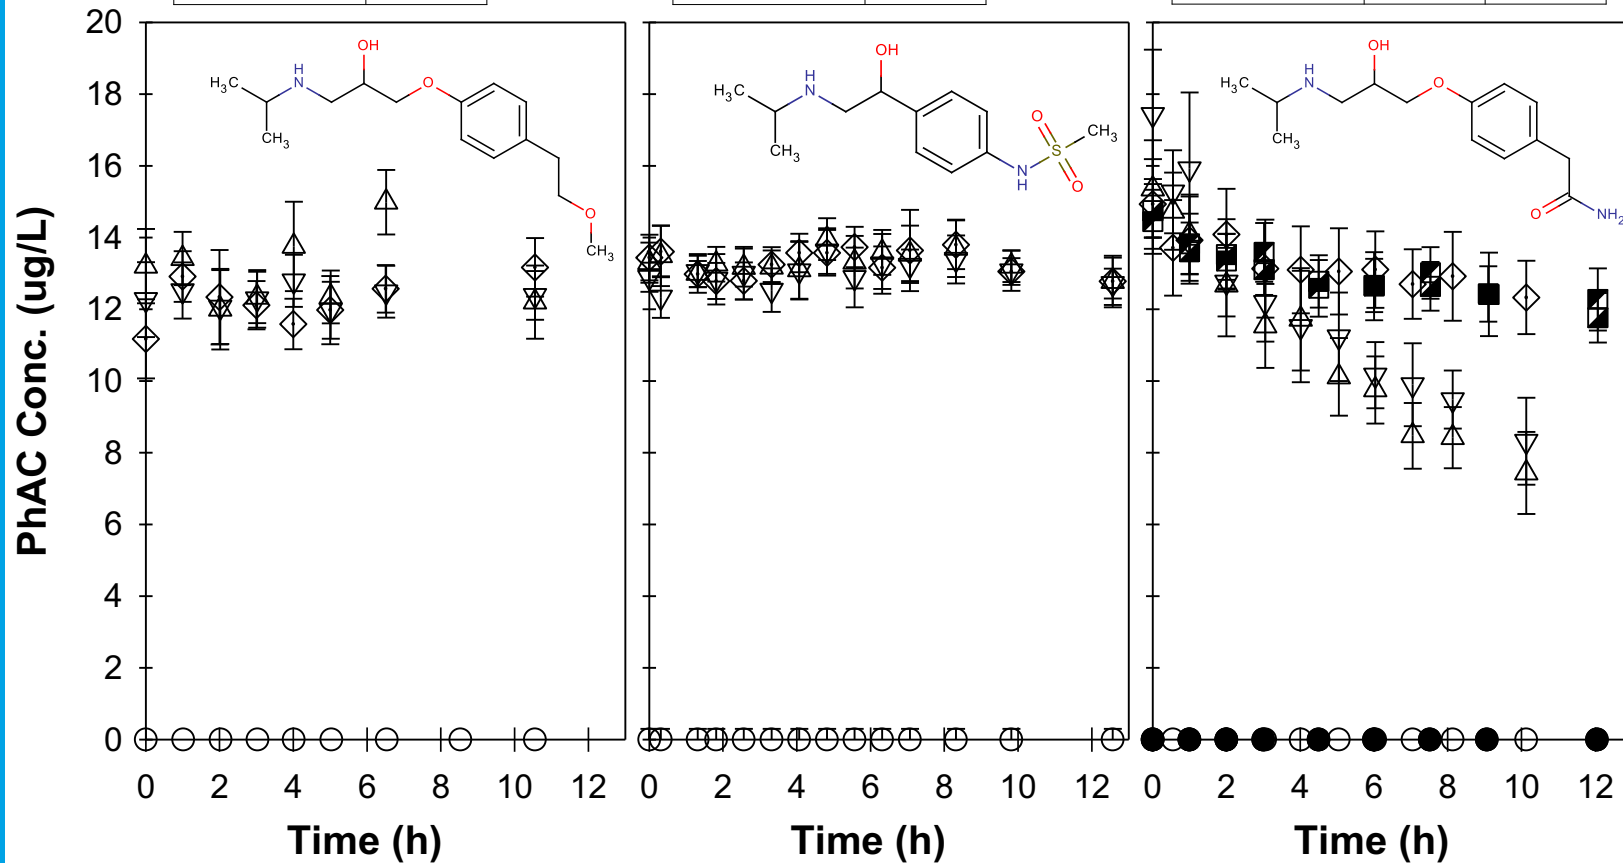 PhAC Conc. (ug/L)
20
18
16
14
12
10
8
6
4
2
0
0 2 4 6 8 10 12
Time (h)
H3C
CH3
H
N
OH
O
O
CH3
0 2 4 6 8 10 12
Time (h)
H3C
CH3
H
N
OH
N
H
S
O
O
CH3
0 2 4 6 8 10 12
Time (h)
H3C
CH3
H
N
OH
O
O
NH2